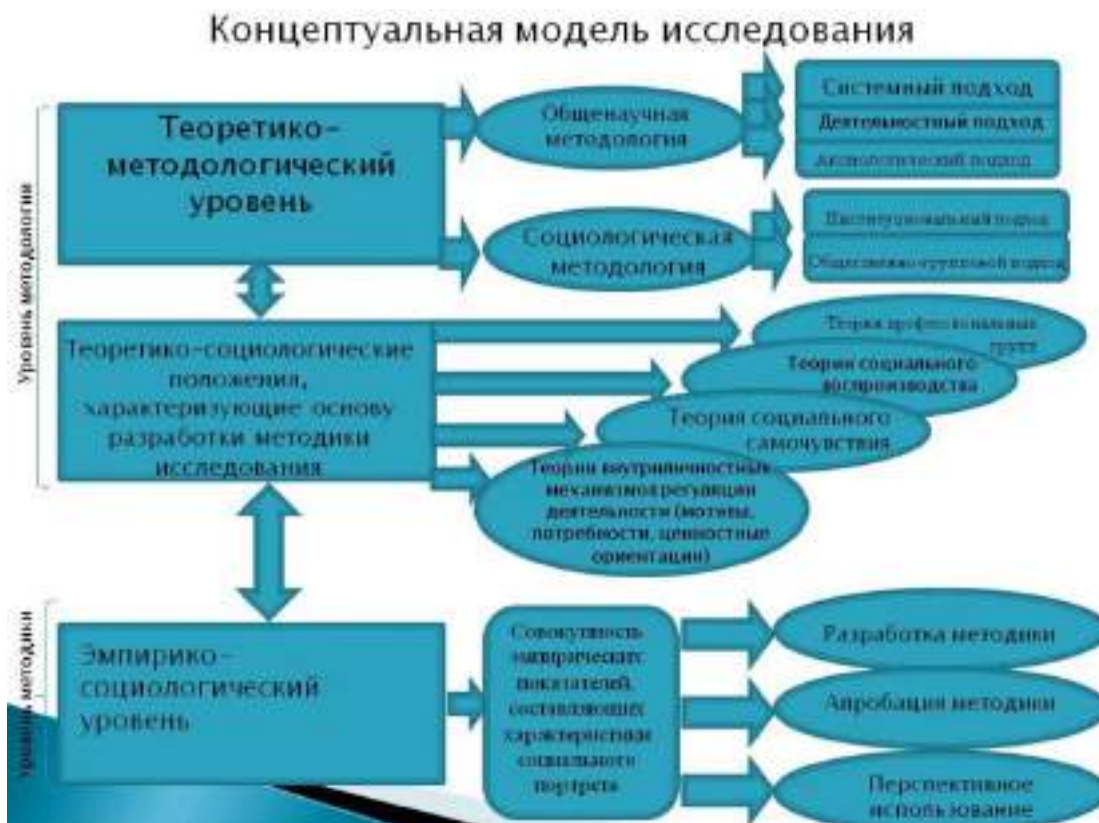 Концептуальная модель исследования
Уровень методологии
Теоретико-
методологический
уровень
Общенаучная
методология
Системный подход
Деятельностный подход
Аксиологический подход
Социологическая
методология
Институциональный подход
Общественно-групповой подход
Теоретико-социологические
положения,
характеризующие основу
разработки методики
исследования
Теория профессиональных
групп
Теория социального
воспроизводства
Теория социального
самочувствия
Теории внутриличностных
механизмов регуляции
деятельности (мотивы,
потребности, ценностные
ориентации)
Уровень методики
Эмпирико-
социологический
уровень
Совокупность
эмпирических
показателей,
составляющих
характеристики
социального
портрета
Разработка методики
Апробация методики
Перспективное
использование